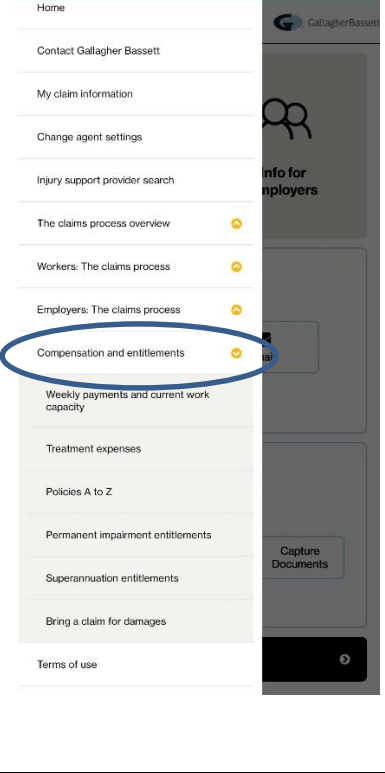 Home
GallagherBassett
Contact Gallagher Bassett
My claim information
Change agent settings
Injury support provider search
Info for
mployers
The claims process overview
Workers: The claims process
Employers: The claims process
Compensation and entitlements
Weekly payments and current work
capacity
Treatment expenses
Policies A to Z
Permanent impairment entitlements
Capture
Documents
Superannuation entitlements
Bring a claim for damages
Terms of use